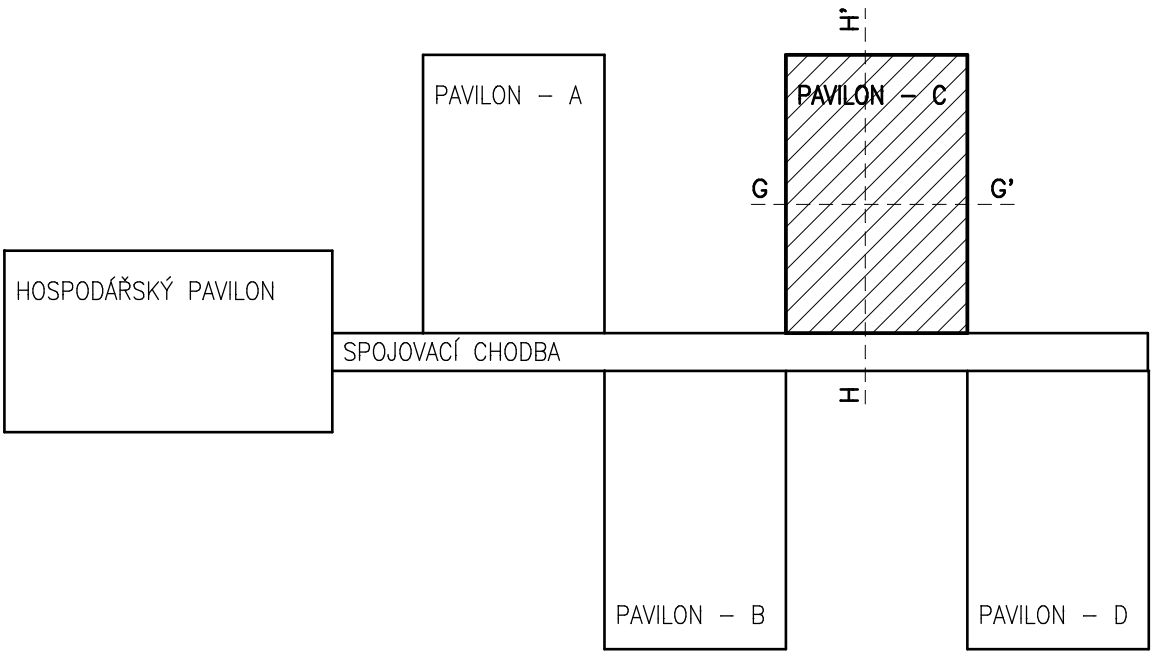 H'
PAVILON - A
PAVILON - C
G
G'
HOSPODÁŘSKÝ PAVILON
SPOJOVACÍ CHODBA
H
PAVILON - B
PAVILON - D